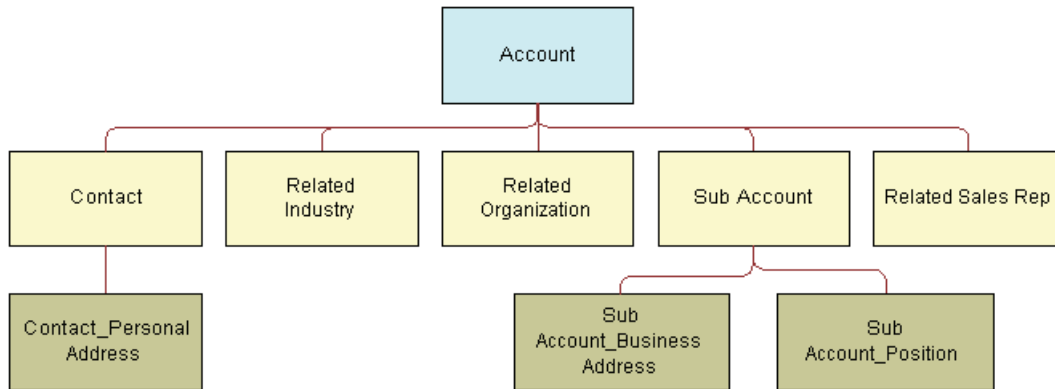 Account
Contact
Related
Industry
Related
Organization
Sub Account
Related Sales Rep
Contact_Personal
Address
Sub
Account_Business
Address
Sub
Account_Position